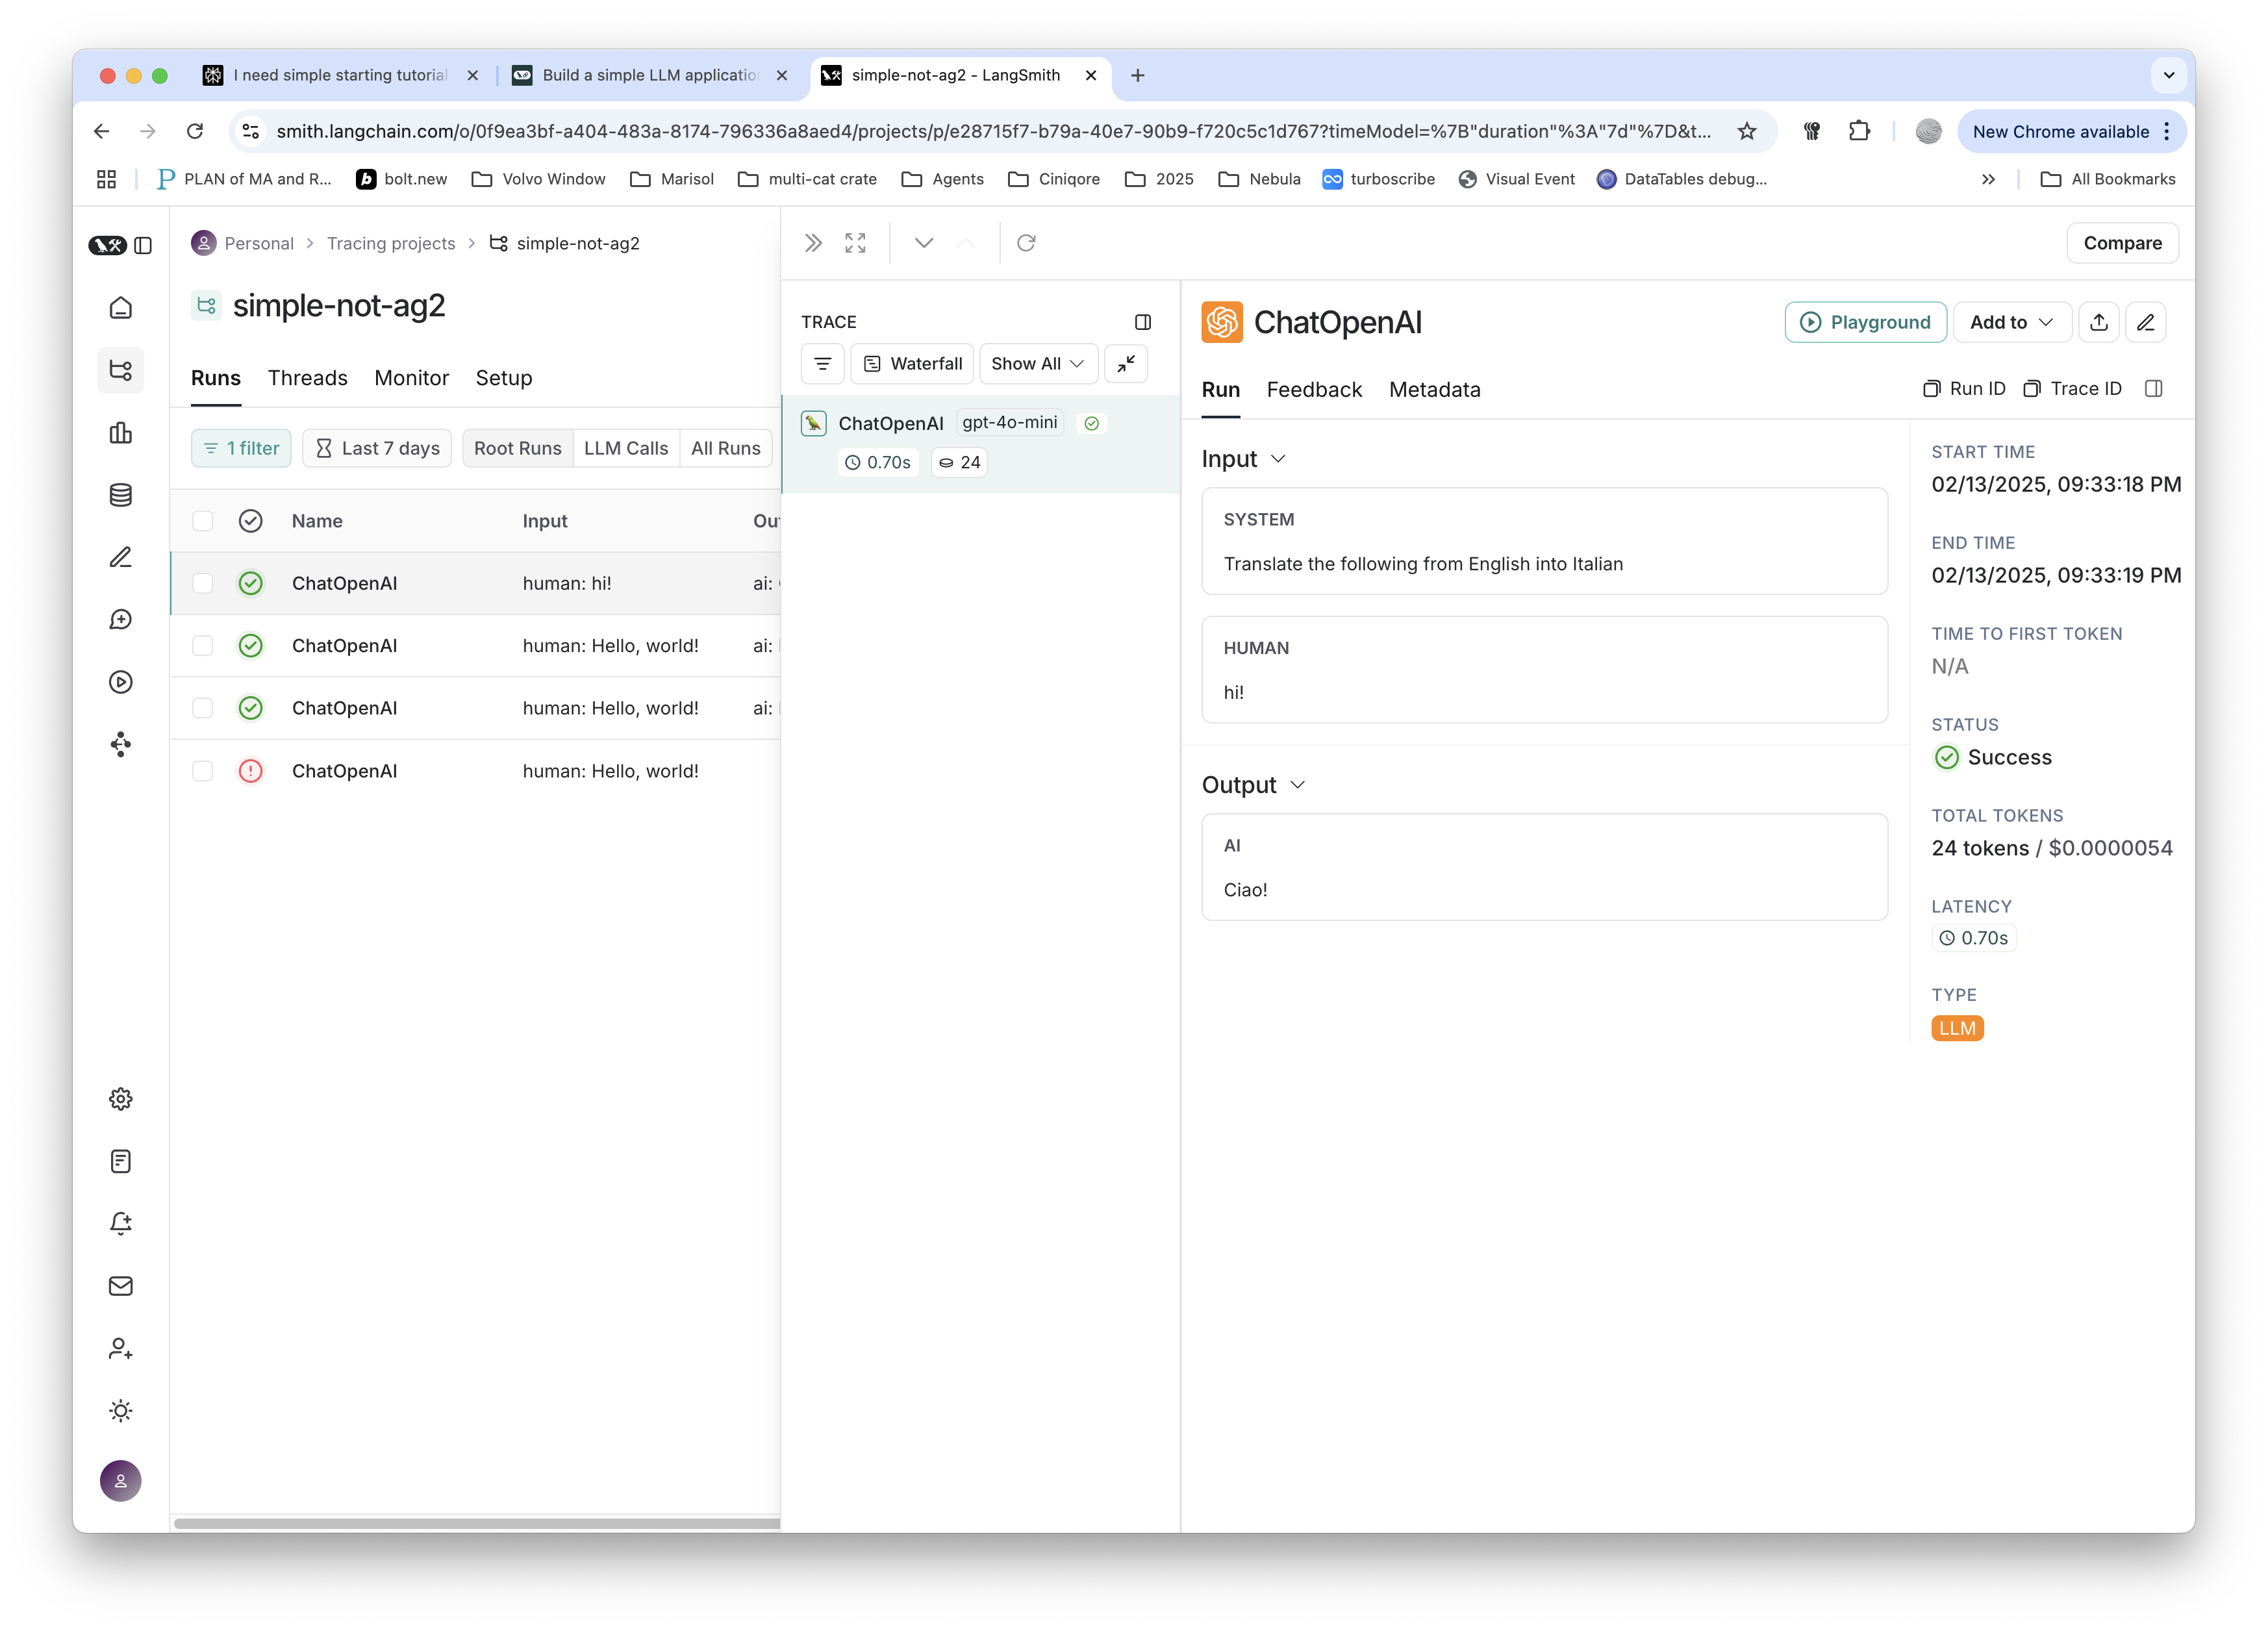 I need simple starting tutorial
Build a simple LLM application
simple-not-ag2 - LangSmith
smith.langchain.com/o/0f9ea3bf-a404-483a-8174-796336a8aed4/projects/p/e28715f7-b79a-40e7-90b9-f720c5c1d767?timeModel=%7B"duration"%3A"7d"%7D&t...
New Chrome available
PLAN of MA and R...
bolt.new
Volvo Window
Marisol
multi-cat crate
Agents
Ciniqore
2025
Nebula
turboscribe
Visual Event
DataTables debug...
All Bookmarks
Personal > Tracing projects > simple-not-ag2
Compare
simple-not-ag2
Runs Threads Monitor Setup
1 filter
Last 7 days
Root Runs LLM Calls All Runs
Name Input Ou
ChatOpenAI human: hi! ai:
ChatOpenAI human: Hello, world! ai:
ChatOpenAI human: Hello, world! ai:
ChatOpenAI human: Hello, world!
TRACE
Waterfall
Show All
ChatOpenAI gpt-4o-mini
0.70s 24
ChatOpenAI
Playground
Add to
Run Feedback Metadata
Run ID Trace ID
Input
SYSTEM
Translate the following from English into Italian
HUMAN
hi!
Output
AI
Ciao!
START TIME
02/13/2025, 09:33:18 PM
END TIME
02/13/2025, 09:33:19 PM
TIME TO FIRST TOKEN
N/A
STATUS
Success
TOTAL TOKENS
24 tokens / $0.0000054
LATENCY
0.70s
TYPE
LLM